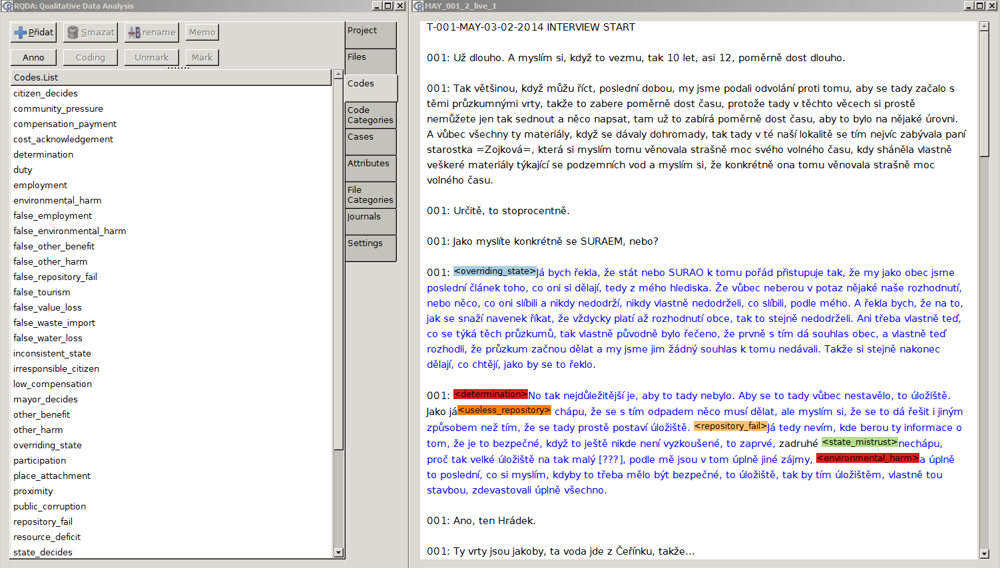 RQDA: Qualitative Data Analysis
Přidat
Smazat
rename
Memo
Anno
Coding
Unmark
Mark
Codes.List
citizen_decides
community_pressure
compensation_payment
cost_acknowledgement
determination
duty
employment
environmental_harm
false_employment
false_environmental_harm
false_other_benefit
false_other_harm
false_repository_fail
false_tourism
false_value_loss
false_waste_import
false_water_loss
inconsistent_state
irresponsible_citizen
low_compensation
mayor_decides
other_benefit
other_harm
overriding_state
participation
place_attachment
proximity
public_corruption
repository_fail
resource_deficit
state_decides
Project
Files
Codes
Code
Categories
Cases
Attributes
File
Categories
Journals
Settings
MAY_001_2_live_1
T-001-MAY-03-02-2014 INTERVIEW START
001: Už dlouho. A myslím si, když to vezmu, tak 10 let, asi 12, poměrně dost dlouho.
001: Tak většinou, když můžu říct, poslední dobou, my jsme podali odvolání proti tomu, aby se tady začalo s
těmi průzkumnými vrty, takže to zabere poměrně dost času, protože tady v těchto věcech si prostě
nemůžete jen tak sednout a něco napsat, tam už to zabírá poměrně dost času, aby to bylo na nějaké úrovni.
A vůbec všechny ty materiály, když se dávaly dohromady, tak tady v té naší lokalitě se tím nejvíc zabývala paní
starostka =Zojková=, která si myslím tomu věnovala strašně moc svého volného času, kdy sháněla vlastně
veškeré materiály týkající se podzemních vod a myslím si, že konkrétně ona tomu věnovala strašně moc
volného času.
001: Určitě, to stoprocentně.
001: Jako myslíte konkrétně se SURAEM, nebo?
001: <overriding_state>Já bych řekla, že stát nebo SURAO k tomu pořád přistupuje tak, že my jako obec jsme
poslední článek toho, co oni si dělají, tedy z mého hlediska. Že vůbec neberou v potaz nějaké naše rozhodnutí,
nebo něco, co oni slíbili a nikdy nedodrží, nikdy vlastně nedodrželi, co slíbili, podle mého. A řekla bych, že na to,
jak se snaží navenek říkat, že vždycky platí až rozhodnutí obce, tak to stejně nedodrželi. Ani třeba vlastně teď,
co se týká těch průzkumů, tak vlastně původně bylo řečeno, že prvně s tím dá souhlas obec, a vlastně teď
rozhodli, že průzkum začnou dělat a my jsme jim žádný souhlas k tomu nedávali. Takže si stejně nakonec
dělají, co chtějí, jako by se to řeklo.
001: <determination>No tak nejdůležitější je, aby to tady nebylo. Aby se to tady vůbec nestavělo, to úložiště.
Jako já<useless_repository> chápu, že se s tím odpadem něco musí dělat, ale myslím si, že se to dá řešit i jiným
způsobem než tím, že se tady prostě postaví úložiště. <repository_fail>Já tedy nevím, kde berou ty informace o
tom, že je to bezpečné, když to ještě nikde není vyzkoušené, to zaprvé, zadruhé <state_mistrust>nechápu,
proč tak velké úložiště na tak malý [???], podle mě jsou v tom úplně jiné zájmy, <environmental_harm>a úplně
to poslední, co si myslím, kdyby to třeba mělo být bezpečné, to úložiště, tak by tím úložištěm, vlastně tou
stavbou, zdevastovali úplně všechno.
001: Ano, ten Hrádek.
001: Ty vrty jsou jakoby, ta voda jde z Čeřínku, takže...